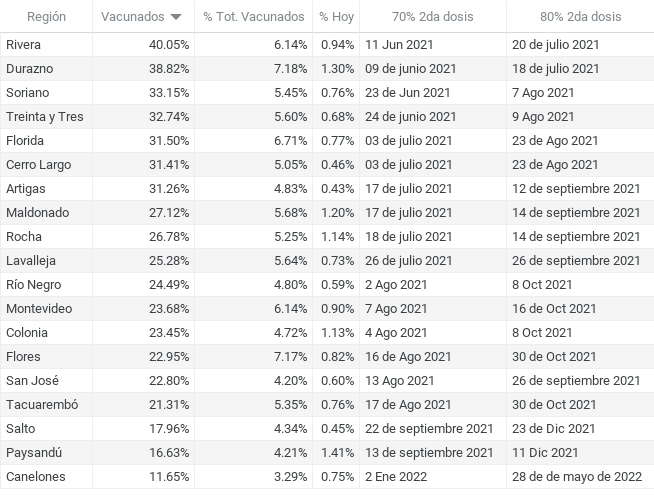 Región Vacunados % Tot. Vacunados % Hoy 70% 2da dosis 80% 2da dosis
Rivera 40.05% 6.14% 0.94% 11 Jun 2021 20 de julio 2021
Durazno 38.82% 7.18% 1.30% 09 de junio 2021 18 de julio 2021
Soriano 33.15% 5.45% 0.76% 23 de Jun 2021 7 Ago 2021
Treinta y Tres 32.74% 5.60% 0.68% 24 de junio 2021 9 Ago 2021
Florida 31.50% 6.71% 0.77% 03 de julio 2021 23 de Ago 2021
Cerro Largo 31.41% 5.05% 0.46% 03 de julio 2021 23 de Ago 2021
Artigas 31.26% 4.83% 0.43% 17 de julio 2021 12 de septiembre 2021
Maldonado 27.12% 5.68% 1.20% 17 de julio 2021 14 de septiembre 2021
Rocha 26.78% 5.25% 1.14% 18 de julio 2021 14 de septiembre 2021
Lavalleja 25.28% 5.64% 0.73% 26 de julio 2021 26 de septiembre 2021
Río Negro 24.49% 4.80% 0.59% 2 Ago 2021 8 Oct 2021
Montevideo 23.68% 6.14% 0.90% 7 Ago 2021 16 de Oct 2021
Colonia 23.45% 4.72% 1.13% 4 Ago 2021 8 Oct 2021
Flores 22.95% 7.17% 0.82% 16 de Ago 2021 30 de Oct 2021
San José 22.80% 4.20% 0.60% 13 Ago 2021 26 de septiembre 2021
Tacuarembó 21.31% 5.35% 0.76% 17 de Ago 2021 30 de Oct 2021
Salto 17.96% 4.34% 0.45% 22 de septiembre 2021 23 de Dic 2021
Paysandú 16.63% 4.21% 1.41% 13 de septiembre 2021 11 Dic 2021
Canelones 11.65% 3.29% 0.75% 2 Ene 2022 28 de de mayo de 2022